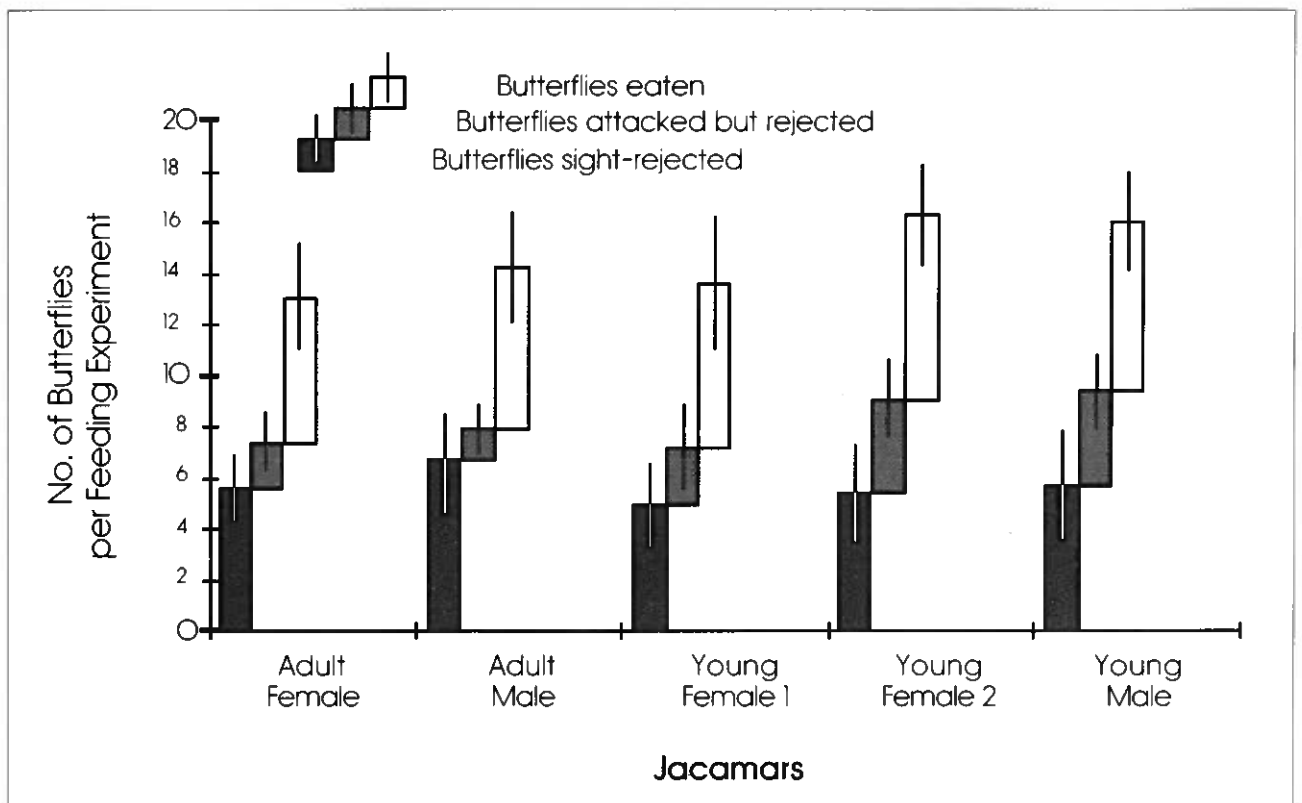 Butterflies eaten
Butterflies attacked but rejected
Butterflies sight-rejected
No. of Butterflies
per Feeding Experiment
20
18
16
14
12
10
8
6
4
2
0
Adult
Female
Adult
Male
Young
Female 1
Young
Female 2
Young
Male
Jacamars